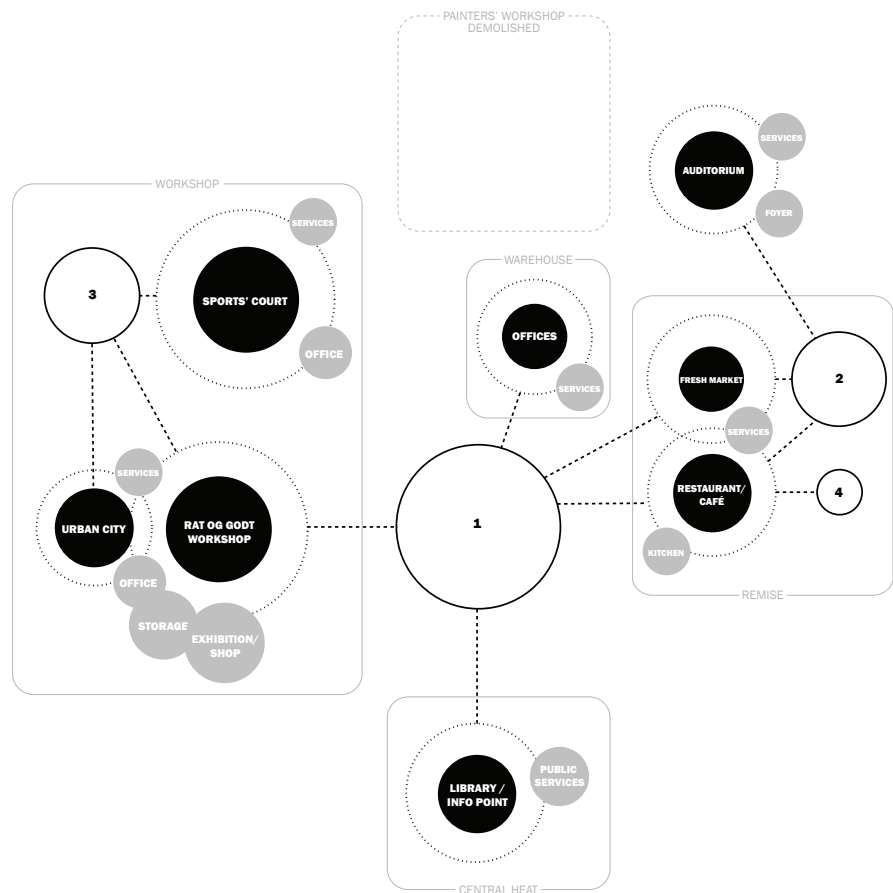 PAINTERS' WORKSHOP
DEMOLISHED
SERVICES
AUDITORIUM
FOYER
WORKSHOP
SERVICES
3
SPORTS' COURT
OFFICE
WAREHOUSE
OFFICES
SERVICES
FRESH MARKET
2
SERVICES
RESTAURANT/
CAFÉ
4
KITCHEN
REMISE
SERVICES
URBAN CITY
RAT OG GODT
WORKSHOP
1
OFFICE
STORAGE
EXHIBITION/
SHOP
PUBLIC
SERVICES
LIBRARY /
INFO POINT
CENTRAL HEAT